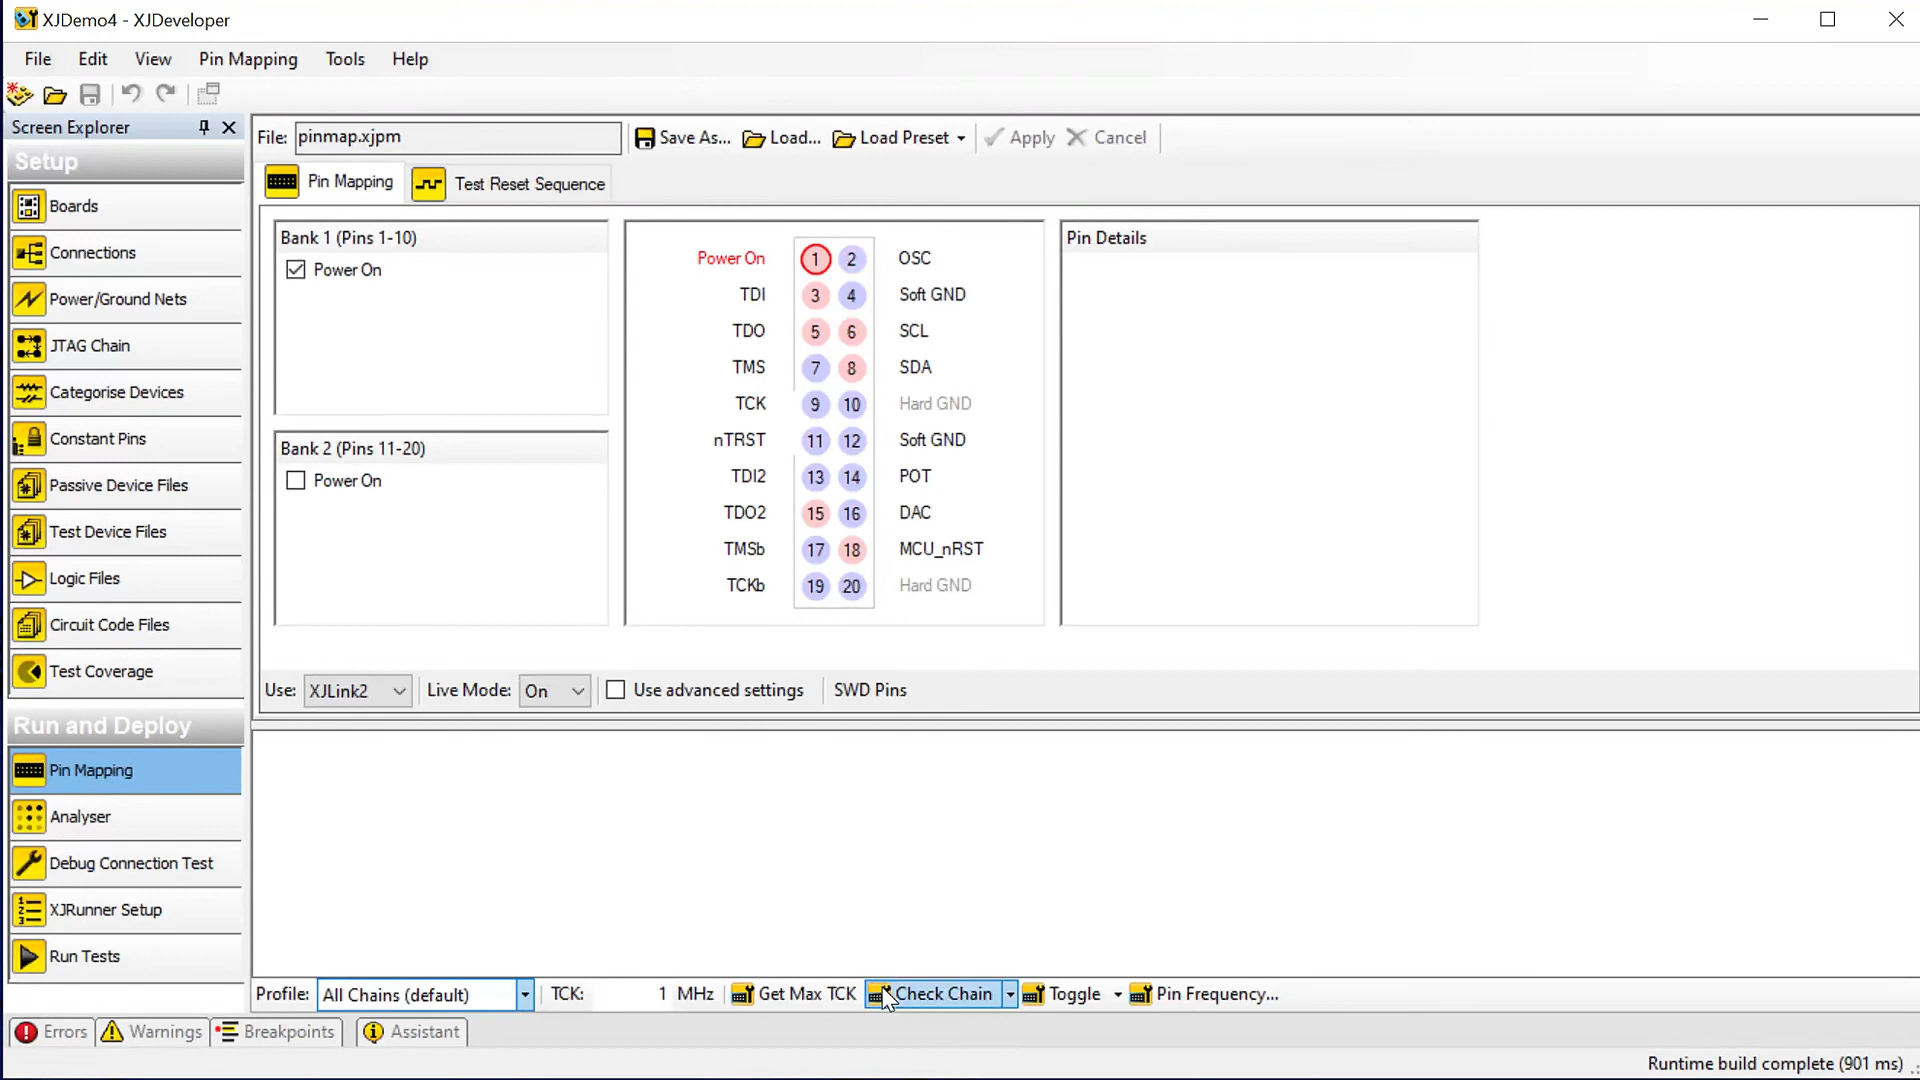 XJDemo4 - XJDeveloper
File Edit View Pin Mapping Tools Help
Screen Explorer
Setup
Boards
Connections
Power/Ground Nets
JTAG Chain
Categorise Devices
Constant Pins
Passive Device Files
Test Device Files
Logic Files
Circuit Code Files
Test Coverage
Run and Deploy
Pin Mapping
Analyser
Debug Connection Test
XJRunner Setup
Run Tests
File: pinmap.xjpm Save As... Load... Load Preset Apply Cancel
Pin Mapping Test Reset Sequence
Bank 1 (Pins 1-10)
Power On
Bank 2 (Pins 11-20)
Power On
Power On 1 2 OSC
TDI 3 4 Soft GND
TDO 5 6 SCL
TMS 7 8 SDA
TCK 9 10 Hard GND
nTRST 11 12 Soft GND
TDI2 13 14 POT
TDO2 15 16 DAC
TMSb 17 18 MCU_nRST
TCKb 19 20 Hard GND
Pin Details
Use: XJLink2 Live Mode: On Use advanced settings SWD Pins
Profile: All Chains (default) TCK: 1 MHz Get Max TCK Check Chain Toggle Pin Frequency...
Errors Warnings Breakpoints Assistant
Runtime build complete (901 ms)